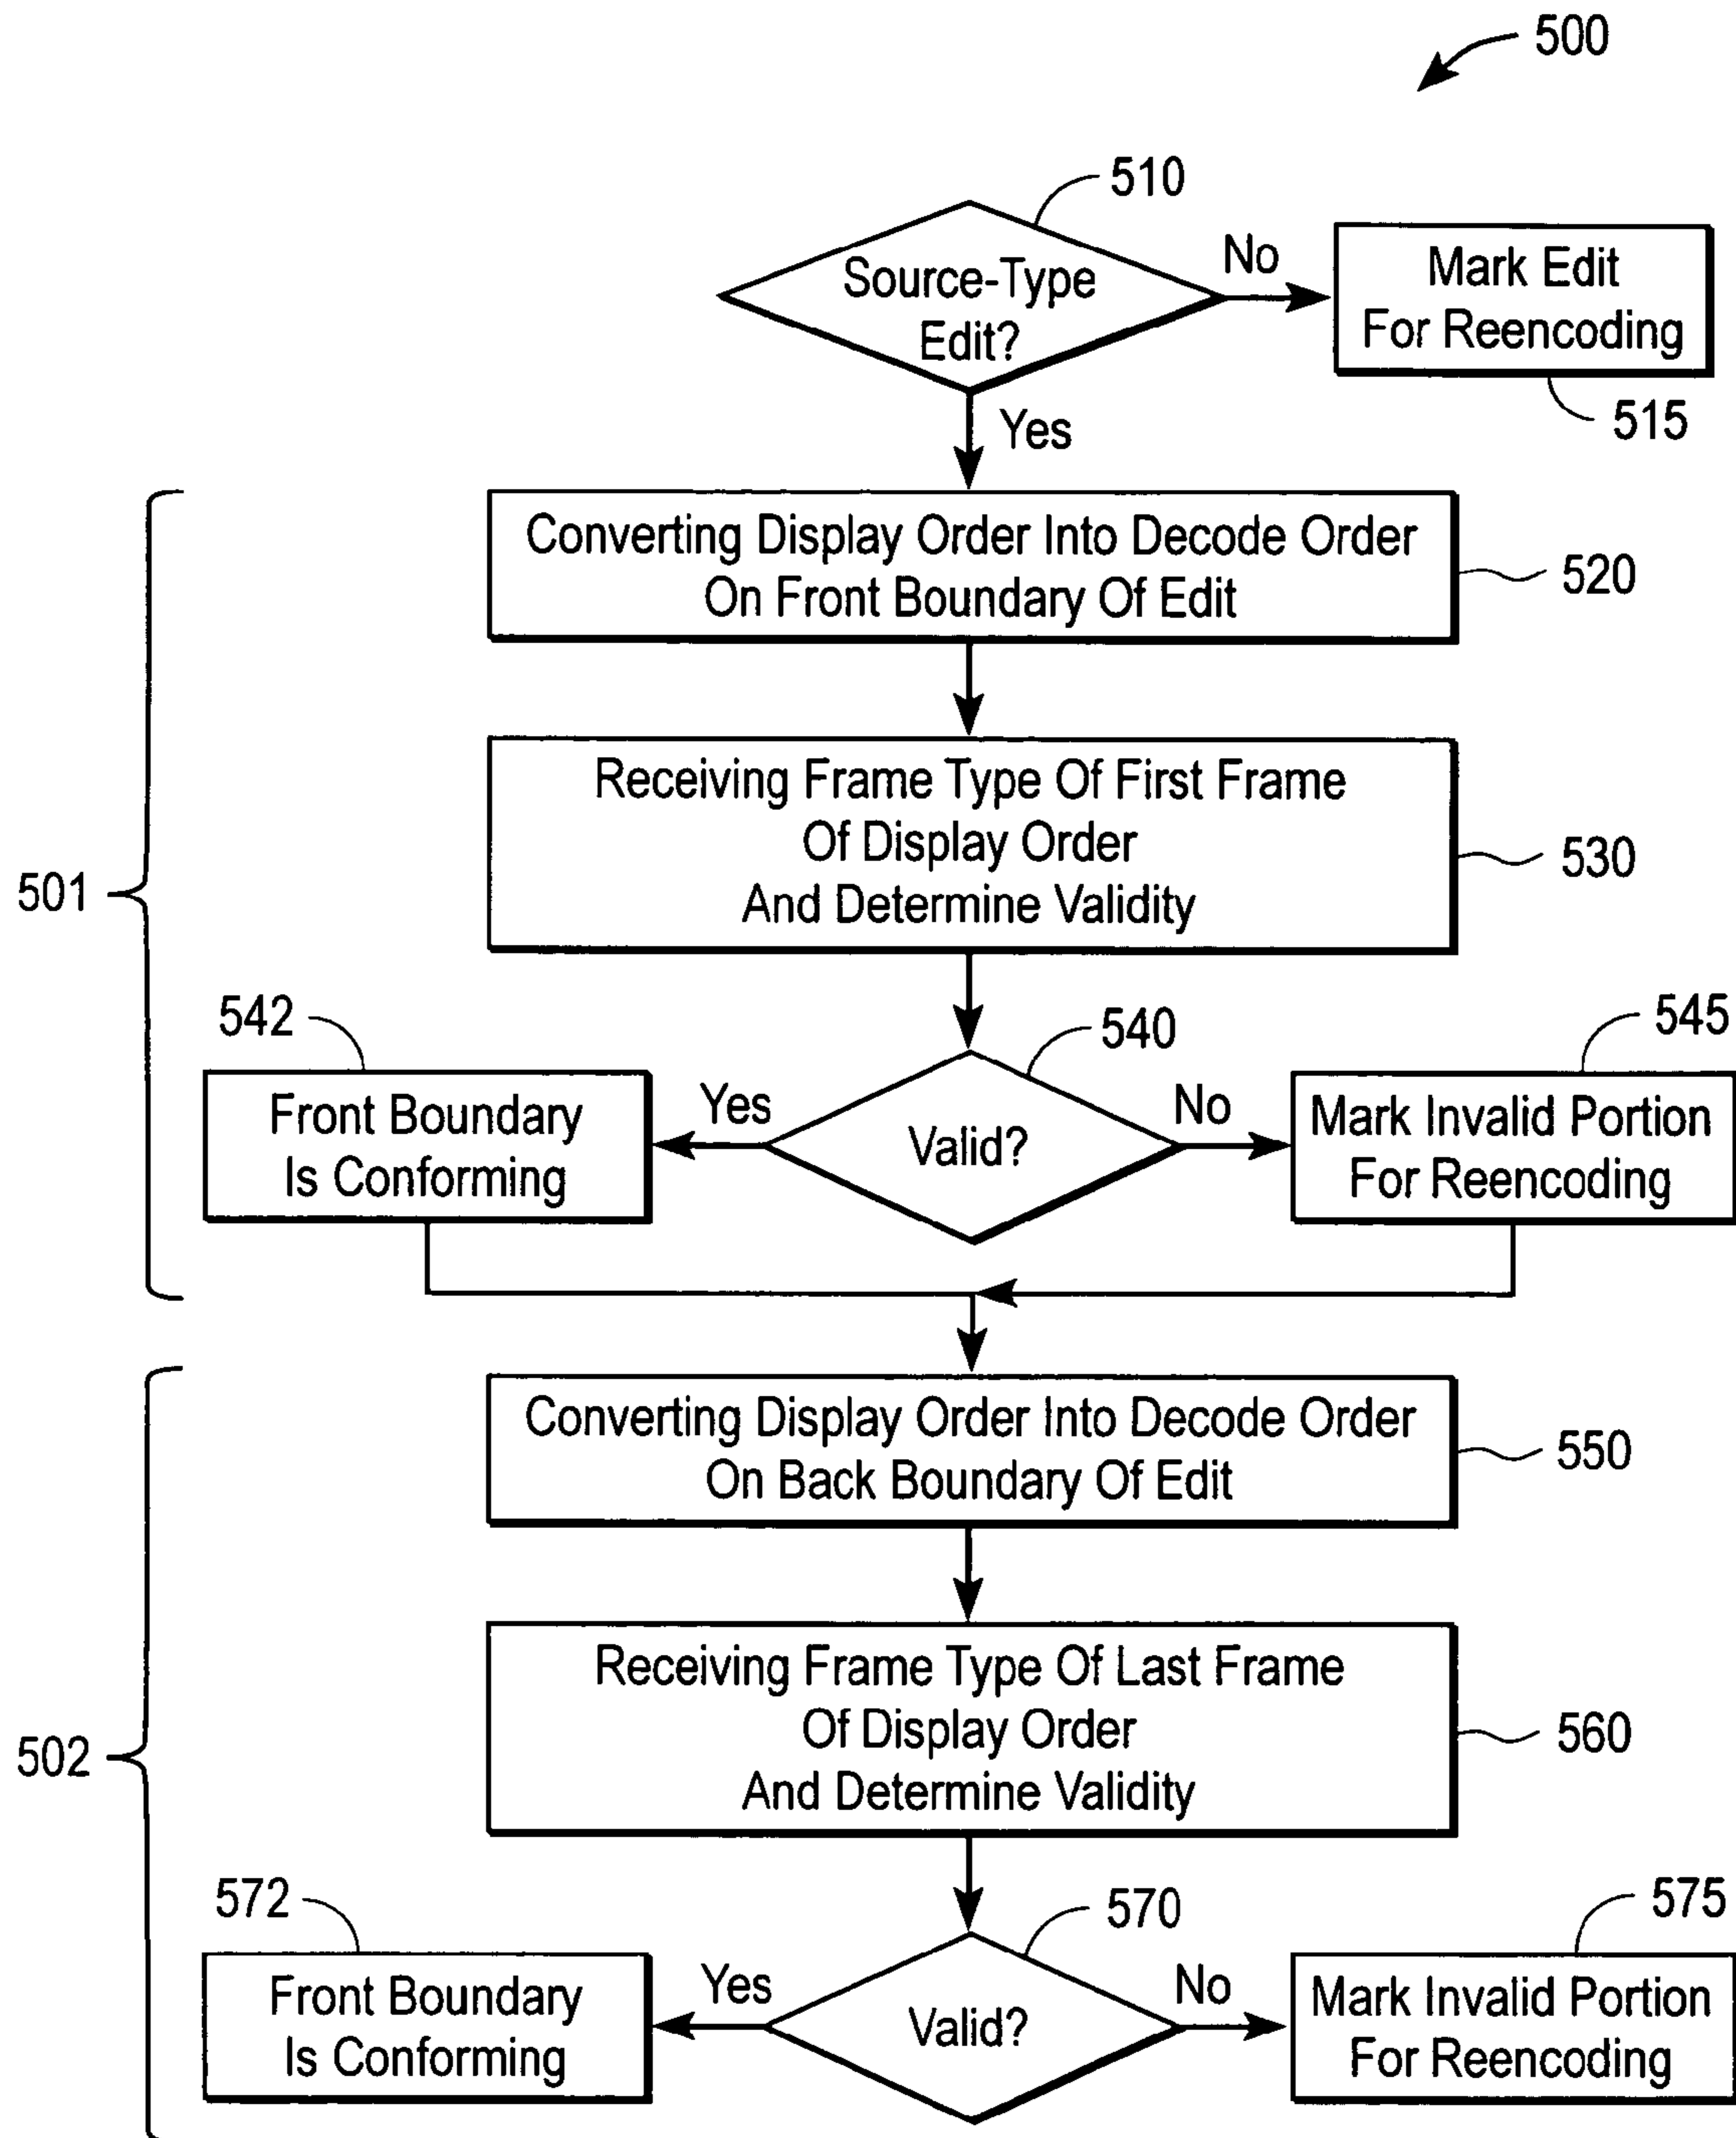 500
510
Source-Type
Edit?
No
Mark Edit
For Reencoding
515
Yes
Converting Display Order Into Decode Order
On Front Boundary Of Edit
520
Receiving Frame Type Of First Frame
Of Display Order
And Determine Validity
530
501
542
540
545
Front Boundary
Is Conforming
Yes
Valid?
No
Mark Invalid Portion
For Reencoding
Converting Display Order Into Decode Order
On Back Boundary Of Edit
550
Receiving Frame Type Of Last Frame
Of Display Order
And Determine Validity
560
502
572
570
575
Front Boundary
Is Conforming
Yes
Valid?
No
Mark Invalid Portion
For Reencoding